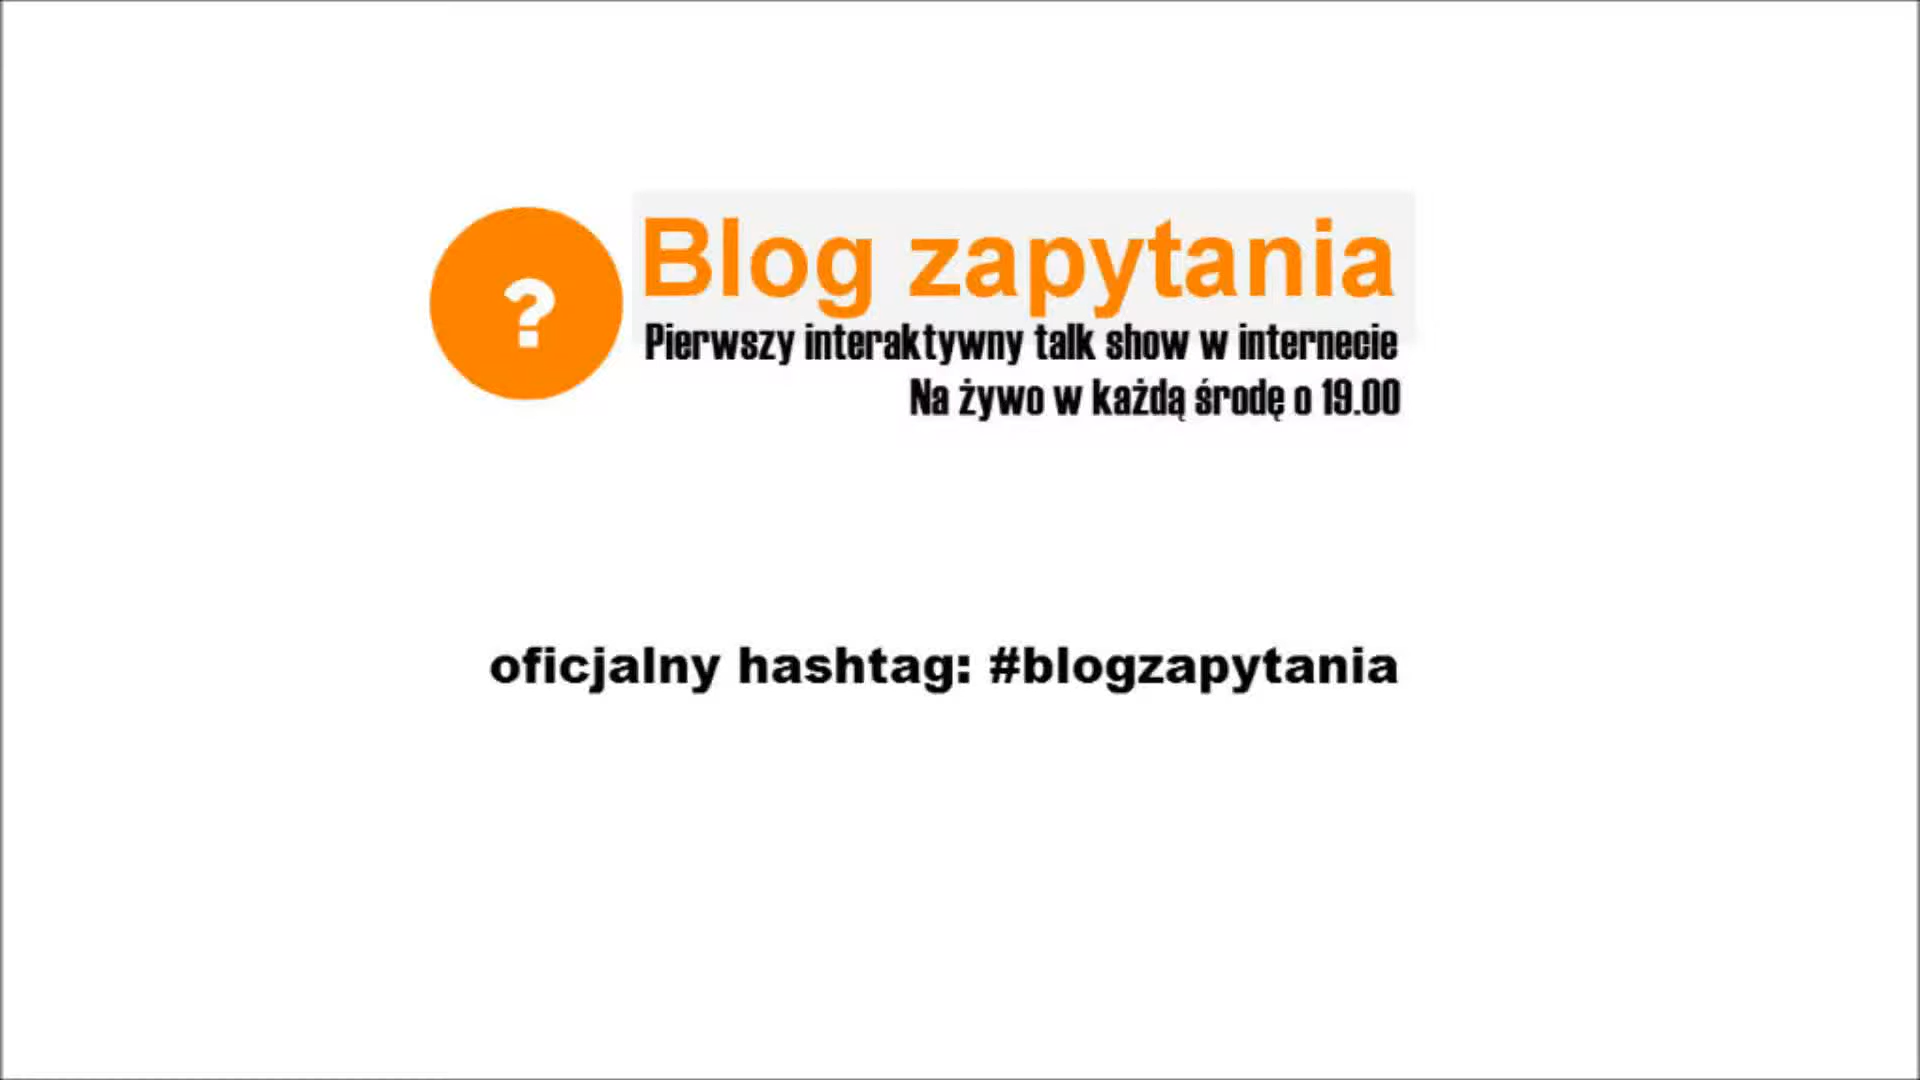 ?
Blog zapytania
Pierwszy interaktywny talk show w internecie
Na żywo w każdą środę o 19.00
oficjalny hashtag: #blogzapytania